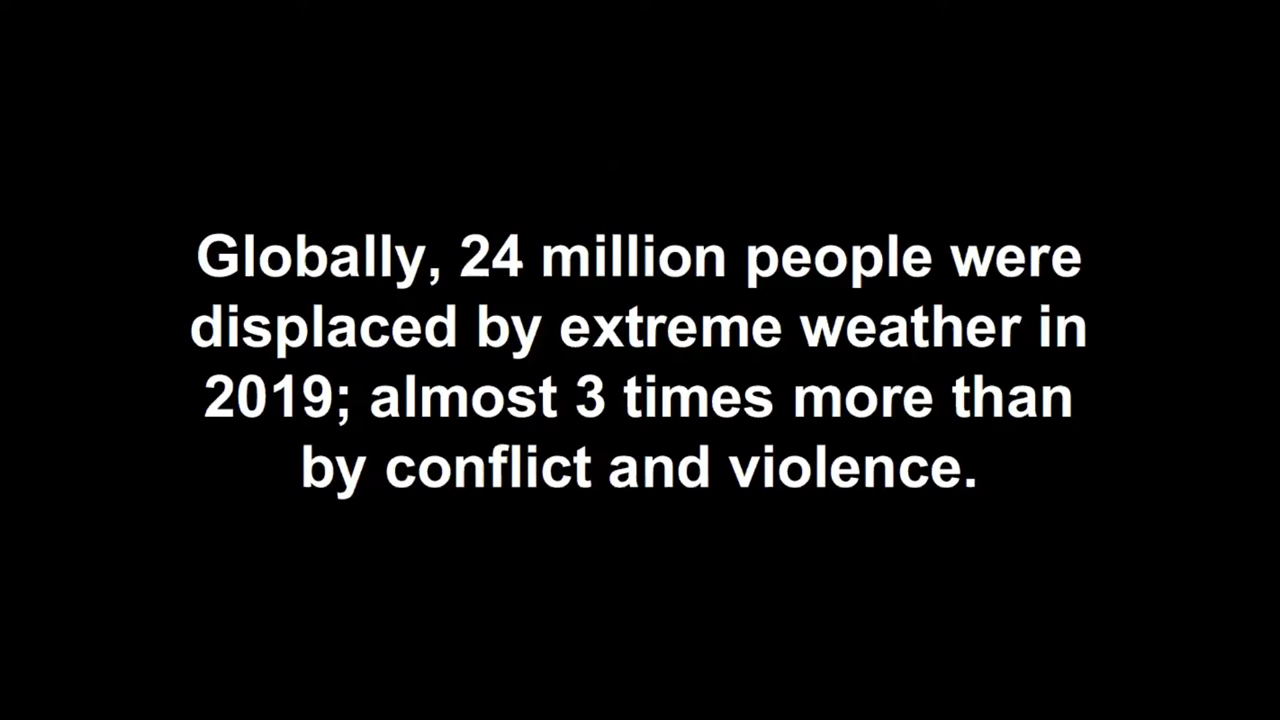 Globally, 24 million people were
displaced by extreme weather in
2019; almost 3 times more than
by conflict and violence.